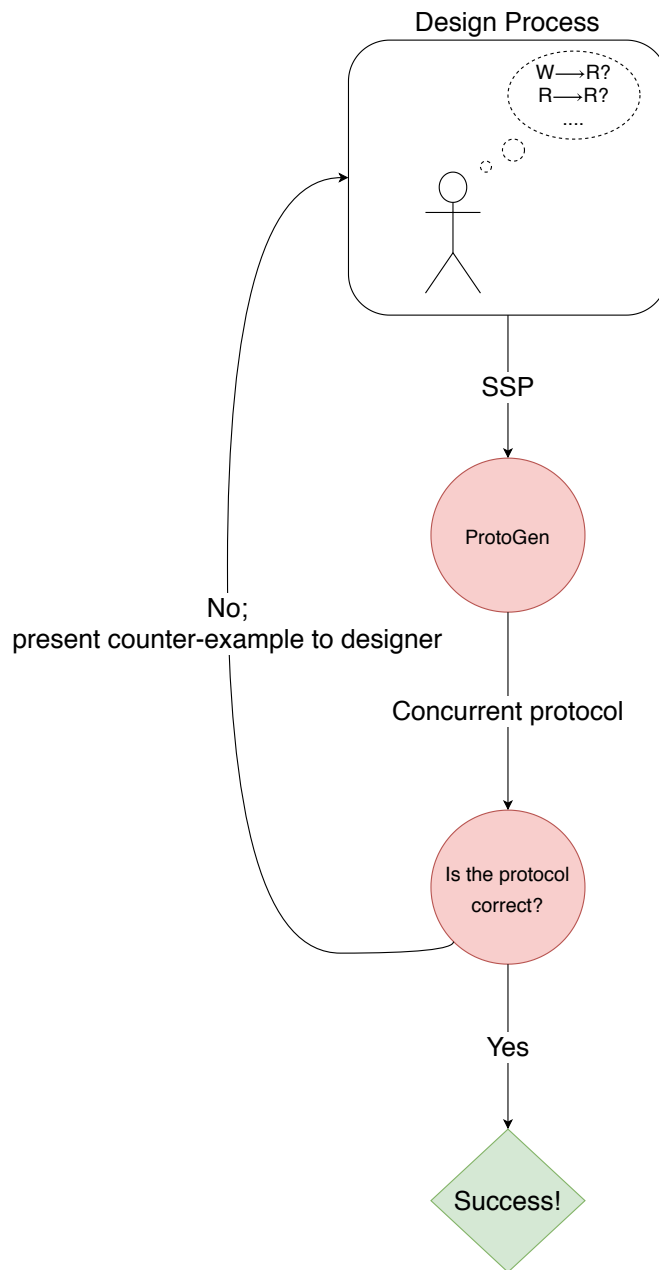 Design Process
W⟶R?
R⟶R?
....
SSP
ProtoGen
No;
present counter-example to designer
Concurrent protocol
Is the protocol
correct?
Yes
Success!